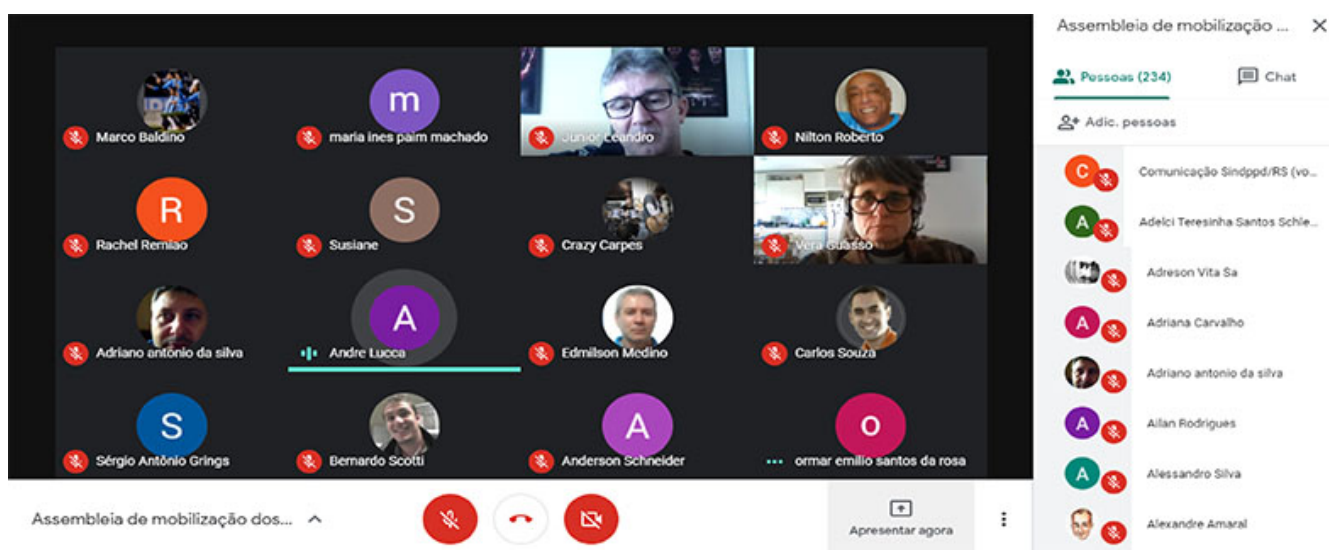 Marco Baldino
m
maria ines paim machado
Junior Leandro
Nilton Roberto
R
Rachel Remiao
S
Susiane
Crazy Carpes
Vera Guasso
Adriano antônio da silva
A
Andre Lucca
Edmilson Medino
Carlos Souza
S
Sérgio Antônio Grings
Bernardo Scotti
A
Anderson Schneider
o
ormar emilio santos da rosa
Assembleia de mobilização dos...
Apresentar agora
Assembleia de mobilização ...
Pessoas (234)
Chat
Adic. pessoas
C
Comunicação Sindppd/RS (vo...
A
Adelci Teresinha Santos Schle...
Adreson Vita Sa
A
Adriana Carvalho
Adriano antonio da silva
A
Ailan Rodrigues
A
Alessandro Silva
Alexandre Amaral